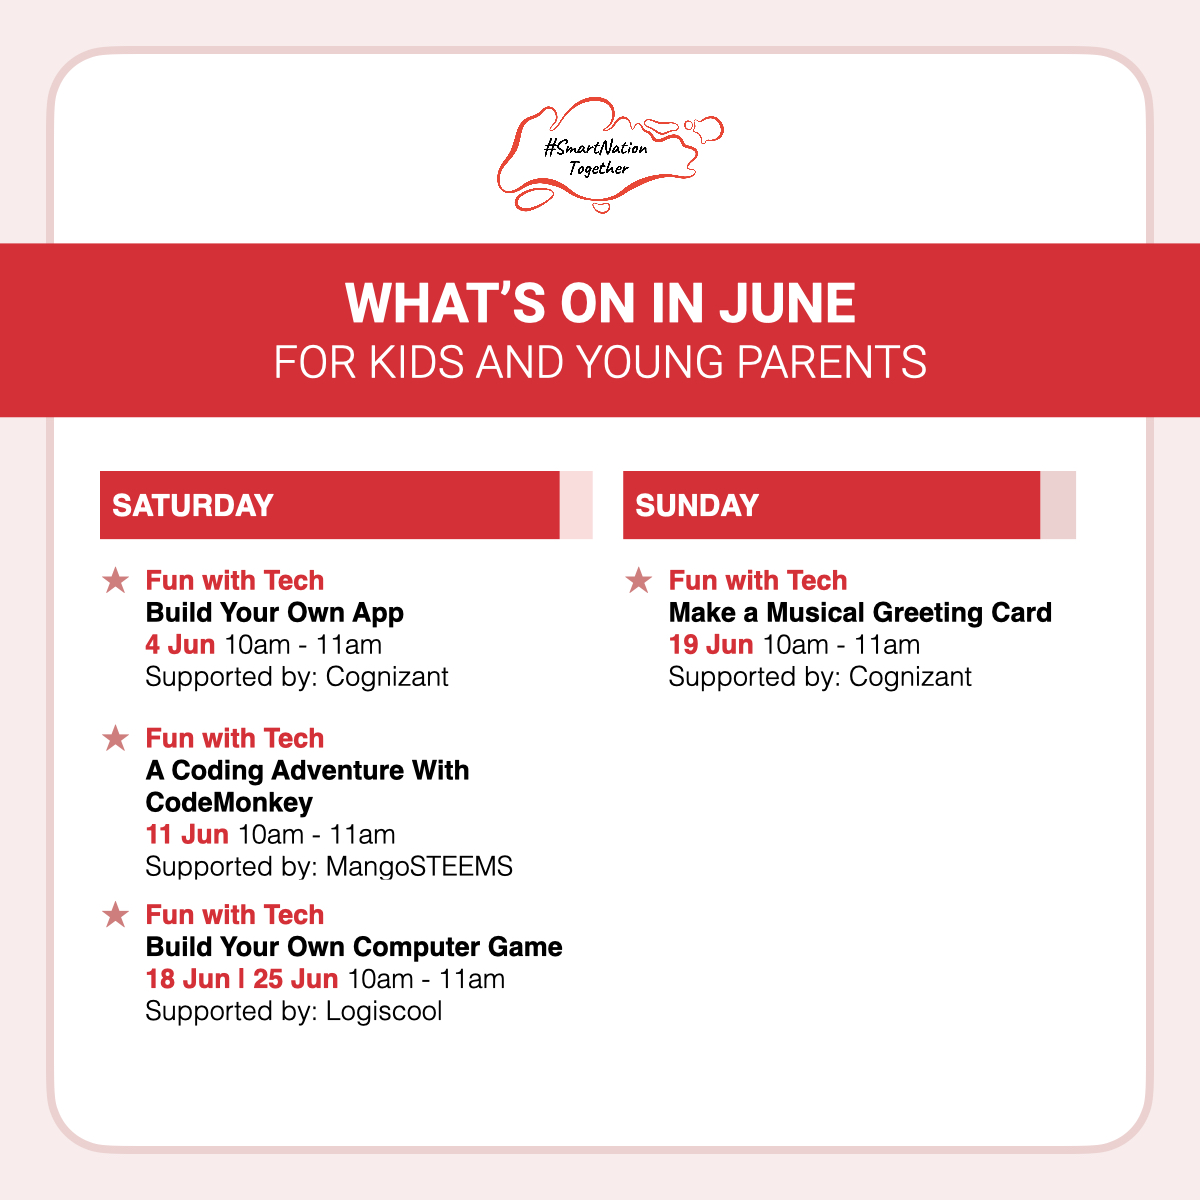 #SmartNation
Together
WHAT'S ON IN JUNE
FOR KIDS AND YOUNG PARENTS
SATURDAY
Fun with Tech
Build Your Own App
4 Jun 10am - 11am
Supported by: Cognizant
Fun with Tech
A Coding Adventure With
CodeMonkey
11 Jun 10am - 11am
Supported by: MangoSTEEMS
Fun with Tech
Build Your Own Computer Game
18 Jun | 25 Jun 10am - 11am
Supported by: Logiscool
SUNDAY
Fun with Tech
Make a Musical Greeting Card
19 Jun 10am - 11am
Supported by: Cognizant